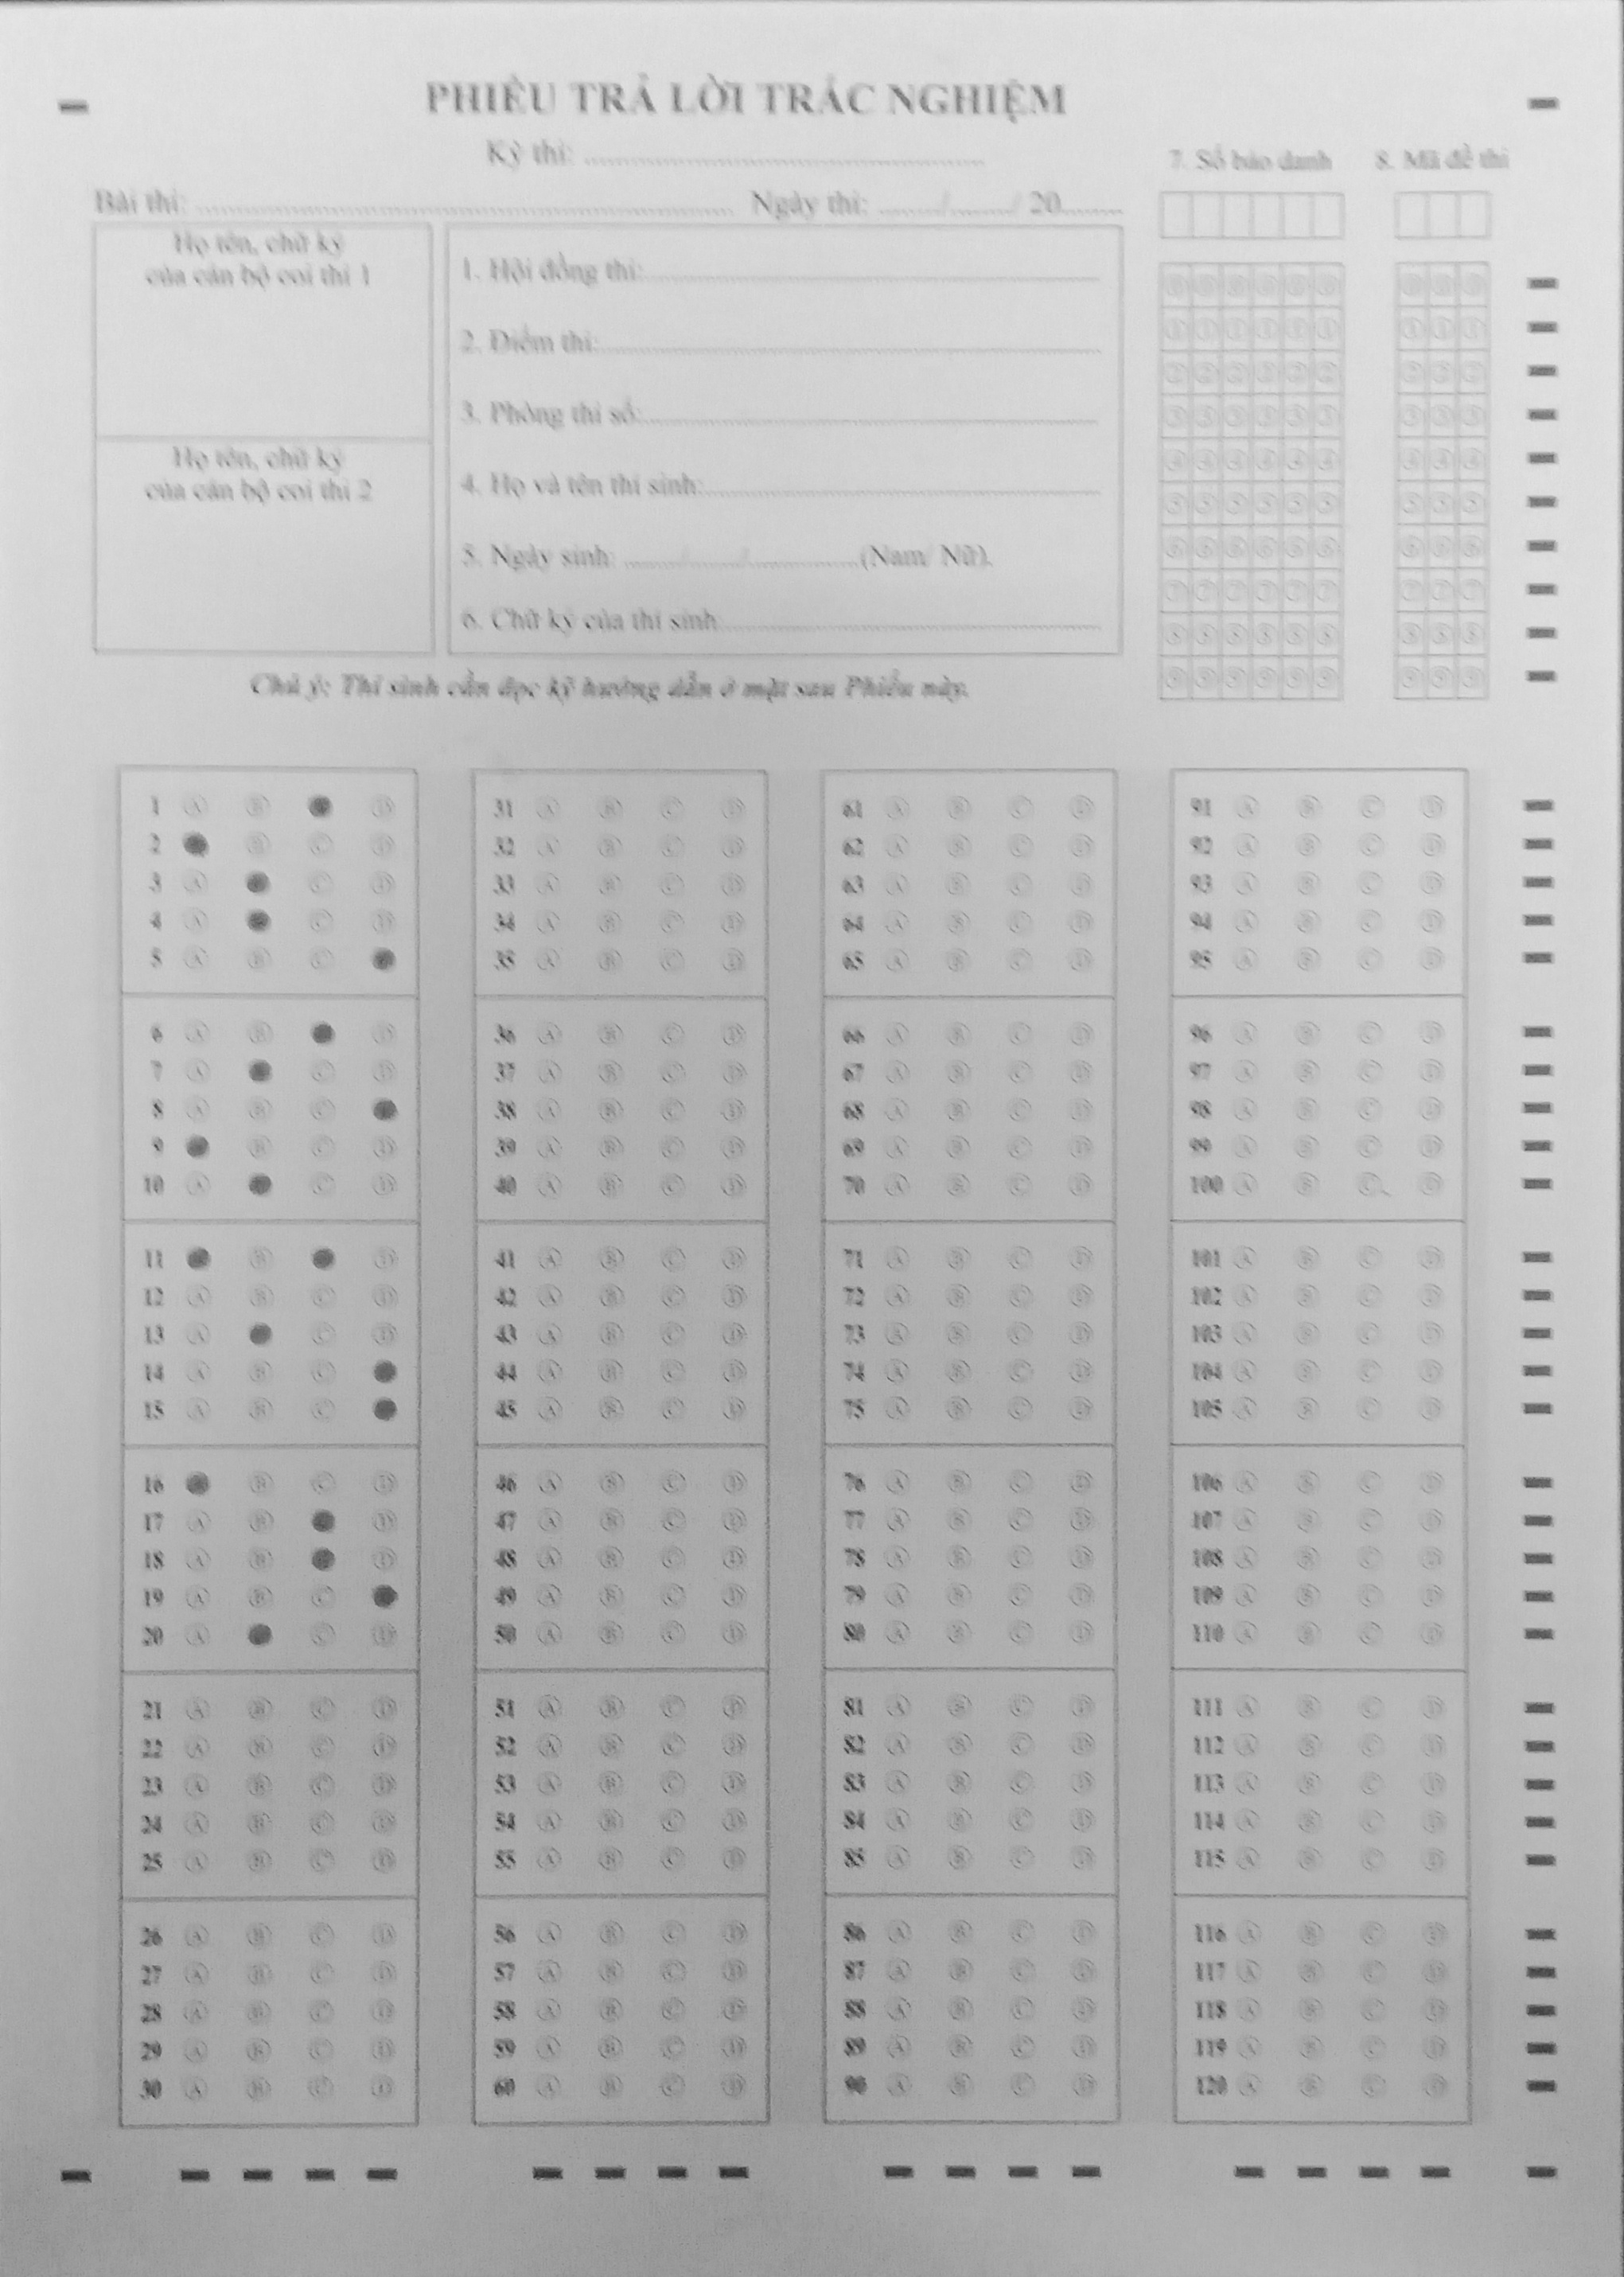 PHIẾU TRẢ LỜI TRẮC NGHIỆM
Kỳ thi: ........................................
Bài thi: ........................................ Ngày thi: ......../......../ 20........
7. Số báo danh
8. Mã đề thi
Họ tên, chữ ký
của cán bộ coi thi 1
Họ tên, chữ ký
của cán bộ coi thi 2
1. Hội đồng thi:
2. Điểm thi:
3. Phòng thi số:
4. Họ và tên thí sinh:
5. Ngày sinh: ......../......../................(Nam/ Nữ).
6. Chữ ký của thí sinh:
0 0 0 0 0 0 0 0 0
1 1 1 1 1 1 1 1 1
2 2 2 2 2 2 2 2 2
3 3 3 3 3 3 3 3 3
4 4 4 4 4 4 4 4 4
5 5 5 5 5 5 5 5 5
6 6 6 6 6 6 6 6 6
7 7 7 7 7 7 7 7 7
8 8 8 8 8 8 8 8 8
9 9 9 9 9 9 9 9 9
Chú ý: Thí sinh cần đọc kỹ hướng dẫn ở mặt sau Phiếu này.
1 A B D
2 B C D
3 A C D
4 A C D
5 A B C
6 A B D
7 A C D
8 A B C
9 B C D
10 A C D
11 B D
12 A B C D
13 A C D
14 A B C
15 A B C
16 B C D
17 A B D
18 A B D
19 A B C
20 A C D
21 A B C D
22 A B C D
23 A B C D
24 A B C D
25 A B C D
26 A B C D
27 A B C D
28 A B C D
29 A B C D
30 A B C D
31 A B C D
32 A B C D
33 A B C D
34 A B C D
35 A B C D
36 A B C D
37 A B C D
38 A B C D
39 A B C D
40 A B C D
41 A B C D
42 A B C D
43 A B C D
44 A B C D
45 A B C D
46 A B C D
47 A B C D
48 A B C D
49 A B C D
50 A B C D
51 A B C D
52 A B C D
53 A B C D
54 A B C D
55 A B C D
56 A B C D
57 A B C D
58 A B C D
59 A B C D
60 A B C D
61 A B C D
62 A B C D
63 A B C D
64 A B C D
65 A B C D
66 A B C D
67 A B C D
68 A B C D
69 A B C D
70 A B C D
71 A B C D
72 A B C D
73 A B C D
74 A B C D
75 A B C D
76 A B C D
77 A B C D
78 A B C D
79 A B C D
80 A B C D
81 A B C D
82 A B C D
83 A B C D
84 A B C D
85 A B C D
86 A B C D
87 A B C D
88 A B C D
89 A B C D
90 A B C D
91 A B C D
92 A B C D
93 A B C D
94 A B C D
95 A B C D
96 A B C D
97 A B C D
98 A B C D
99 A B C D
100 A B C D
101 A B C D
102 A B C D
103 A B C D
104 A B C D
105 A B C D
106 A B C D
107 A B C D
108 A B C D
109 A B C D
110 A B C D
111 A B C D
112 A B C D
113 A B C D
114 A B C D
115 A B C D
116 A B C D
117 A B C D
118 A B C D
119 A B C D
120 A B C D